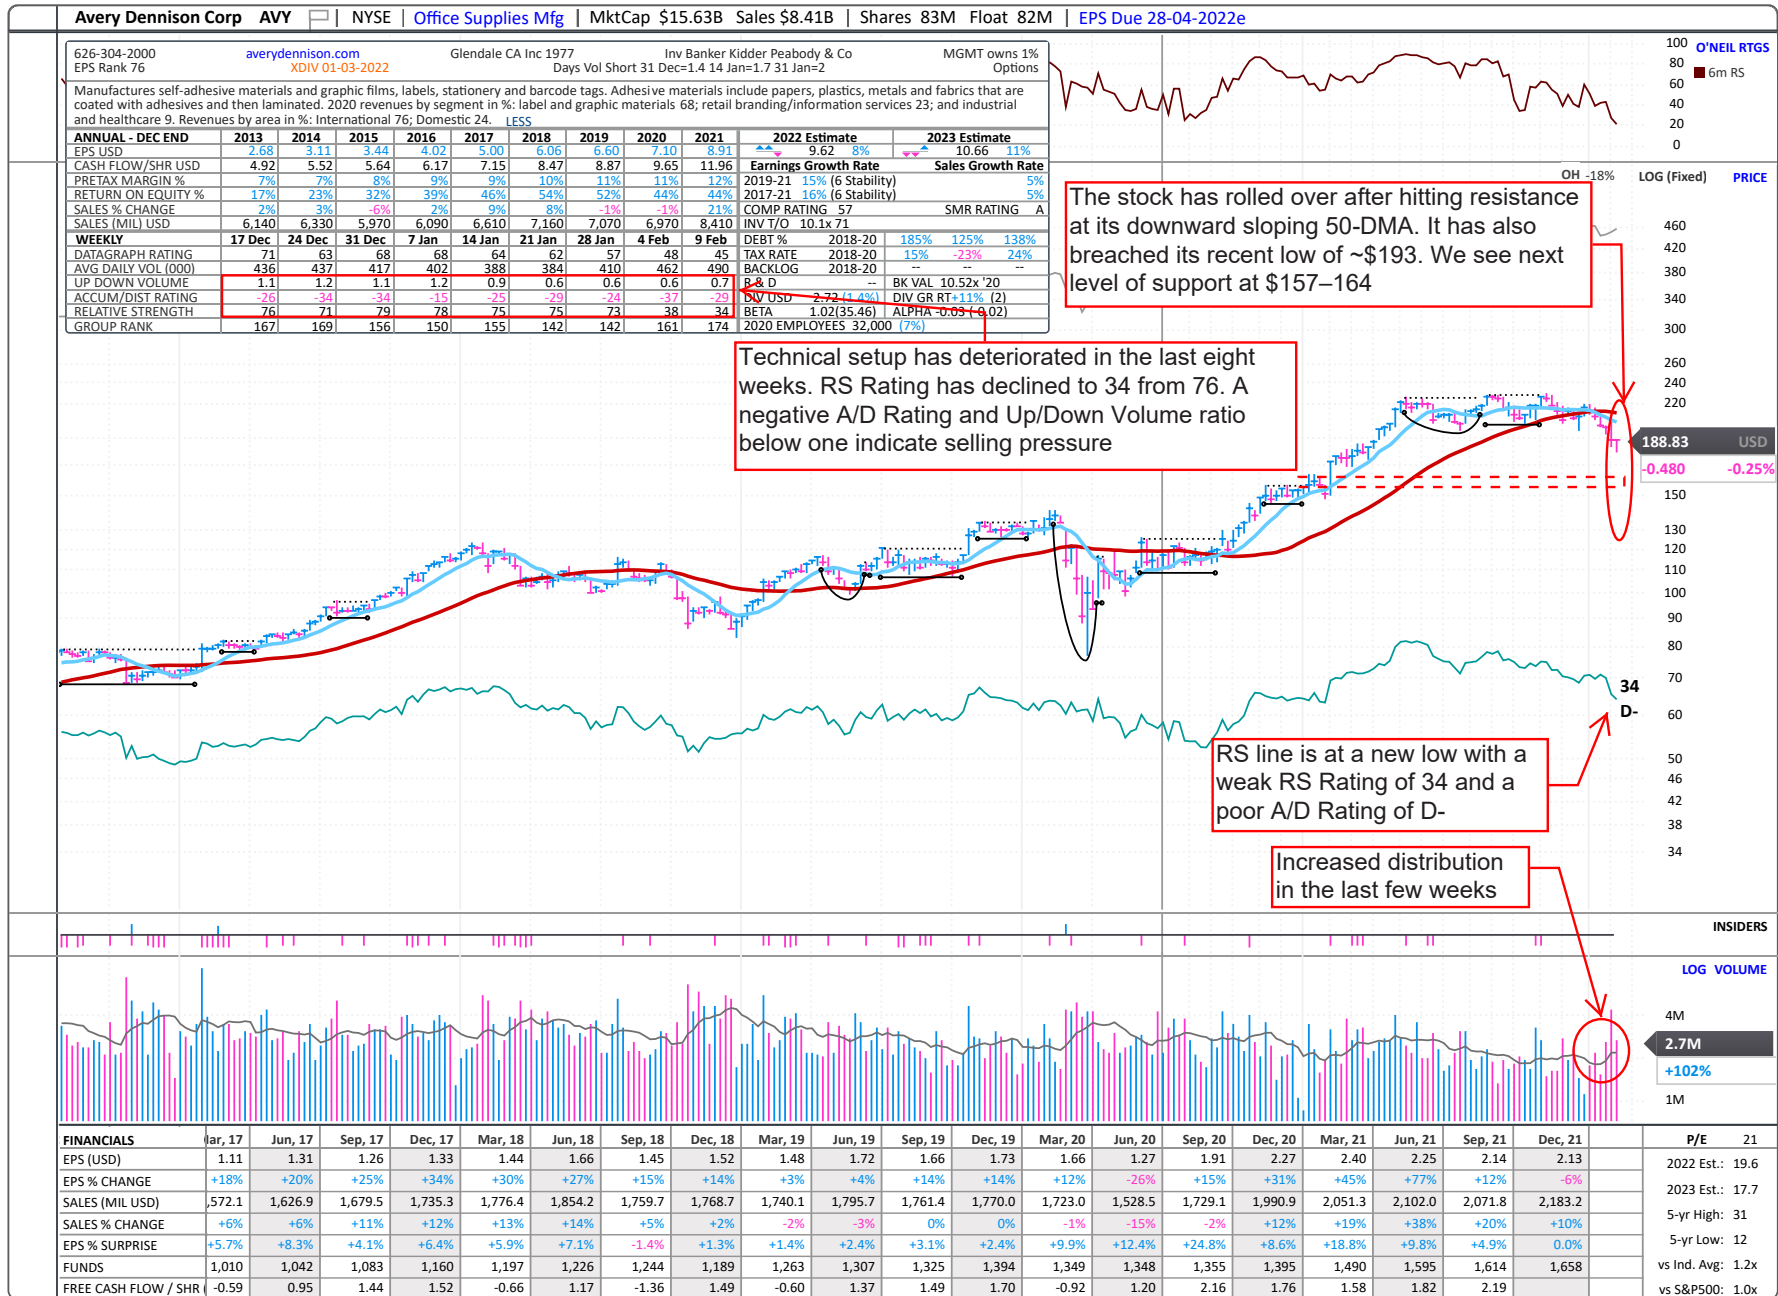 Avery Dennison Corp AVY NYSE | Office Supplies Mfg | MktCap $15.63B Sales $8.41B | Shares 83M Float 82M | EPS Due 28-04-2022e
626-304-2000 averydennison.com Glendale CA Inc 1977 Inv Banker Kidder Peabody & Co MGMT owns 1%
EPS Rank 76 XDIV 01-03-2022 Days Vol Short 31 Dec=1.4 14 Jan=1.7 31 Jan=2 Options
Manufactures self-adhesive materials and graphic films, labels, stationery and barcode tags. Adhesive materials include papers, plastics, metals and fabrics that are
coated with adhesives and then laminated. 2020 revenues by segment in %: label and graphic materials 68; retail branding/information services 23; and industrial
and healthcare 9. Revenues by area in %: International 76; Domestic 24. LESS
ANNUAL - DEC END 2013 2014 2015 2016 2017 2018 2019 2020 2021 2022 Estimate 2023 Estimate
EPS USD 2.68 3.11 3.44 4.02 5.00 6.06 6.60 7.10 8.91 9.62 8% 10.66 11%
CASH FLOW/SHR USD 4.92 5.52 5.64 6.17 7.15 8.47 8.87 9.65 11.96 Earnings Growth Rate Sales Growth Rate
PRETAX MARGIN % 7% 7% 8% 9% 9% 10% 11% 11% 12% 2019-21 15% (6 Stability) 5%
RETURN ON EQUITY % 17% 23% 32% 39% 46% 54% 52% 44% 44% 2017-21 16% (6 Stability) 5%
SALES % CHANGE 2% 3% -6% 2% 9% 8% -1% -1% 21% COMP RATING 57 SMR RATING A
SALES (MIL) USD 6,140 6,330 5,970 6,090 6,610 7,160 7,070 6,970 8,410 INV T/O 10.1x 71
WEEKLY 17 Dec 24 Dec 31 Dec 7 Jan 14 Jan 21 Jan 28 Jan 4 Feb 9 Feb DEBT % 2018-20 185% 125% 138%
DATAGRAPH RATING 71 63 68 68 64 62 57 48 45 TAX RATE 2018-20 15% -23% 24%
AVG DAILY VOL (000) 436 437 417 402 388 384 410 462 490 BACKLOG 2018-20 -- -- --
UP DOWN VOLUME 1.1 1.2 1.1 1.2 0.9 0.6 0.6 0.6 0.7 R & D -- BK VAL 10.52x '20
ACCUM/DIST RATING -26 -34 -34 -15 -25 -29 -24 -37 -29 DIV USD 2.72 (1.4%) DIV GR RT +11% (2)
RELATIVE STRENGTH 76 71 79 78 75 75 73 38 34 BETA 1.02(35.46) ALPHA -0.03 (-0.02)
GROUP RANK 167 169 156 150 155 142 142 161 174 2020 EMPLOYEES 32,000 (7%)
100 O'NEIL RTGS
80 6m RS
60
40
20
0
OH -18% LOG (Fixed) PRICE
The stock has rolled over after hitting resistance
at its downward sloping 50-DMA. It has also
breached its recent low of ~$193. We see next
level of support at $157–164
Technical setup has deteriorated in the last eight
weeks. RS Rating has declined to 34 from 76. A
negative A/D Rating and Up/Down Volume ratio
below one indicate selling pressure
460
420
380
340
300
260
240
220
188.83 USD
-0.480 -0.25%
150
130
120
110
100
90
80
70
60
50
46
42
38
34
34
D-
RS line is at a new low with a
weak RS Rating of 34 and a
poor A/D Rating of D-
Increased distribution
in the last few weeks
INSIDERS
LOG VOLUME
4M
2.7M
+102%
1M
FINANCIALS Mar, 17 Jun, 17 Sep, 17 Dec, 17 Mar, 18 Jun, 18 Sep, 18 Dec, 18 Mar, 19 Jun, 19 Sep, 19 Dec, 19 Mar, 20 Jun, 20 Sep, 20 Dec, 20 Mar, 21 Jun, 21 Sep, 21 Dec, 21
EPS (USD) 1.11 1.31 1.26 1.33 1.44 1.66 1.45 1.52 1.48 1.72 1.66 1.73 1.66 1.27 1.91 2.27 2.40 2.25 2.14 2.13
EPS % CHANGE +18% +20% +25% +34% +30% +27% +15% +14% +3% +4% +14% +14% +12% -26% +15% +31% +45% +77% +12% -6%
SALES (MIL USD) ,572.1 1,626.9 1,679.5 1,735.3 1,776.4 1,854.2 1,759.7 1,768.7 1,740.1 1,795.7 1,761.4 1,770.0 1,723.0 1,528.5 1,729.1 1,990.9 2,051.3 2,102.0 2,071.8 2,183.2
SALES % CHANGE +6% +6% +11% +12% +13% +14% +5% +2% -2% -3% 0% 0% -1% -15% -2% +12% +19% +38% +20% +10%
EPS % SURPRISE +5.7% +8.3% +4.1% +6.4% +5.9% +7.1% -1.4% +1.3% +1.4% +2.4% +3.1% +2.4% +9.9% +12.4% +24.8% +8.6% +18.8% +9.8% +4.9% 0.0%
FUNDS 1,010 1,042 1,083 1,160 1,197 1,226 1,244 1,189 1,263 1,307 1,325 1,394 1,349 1,348 1,355 1,395 1,490 1,595 1,614 1,658
FREE CASH FLOW / SHR ( -0.59 0.95 1.44 1.52 -0.66 1.17 -1.36 1.49 -0.60 1.37 1.49 1.70 -0.92 1.20 2.16 1.76 1.58 1.82 2.19
P/E 21
2022 Est.: 19.6
2023 Est.: 17.7
5-yr High: 31
5-yr Low: 12
vs Ind. Avg: 1.2x
vs S&P500: 1.0x